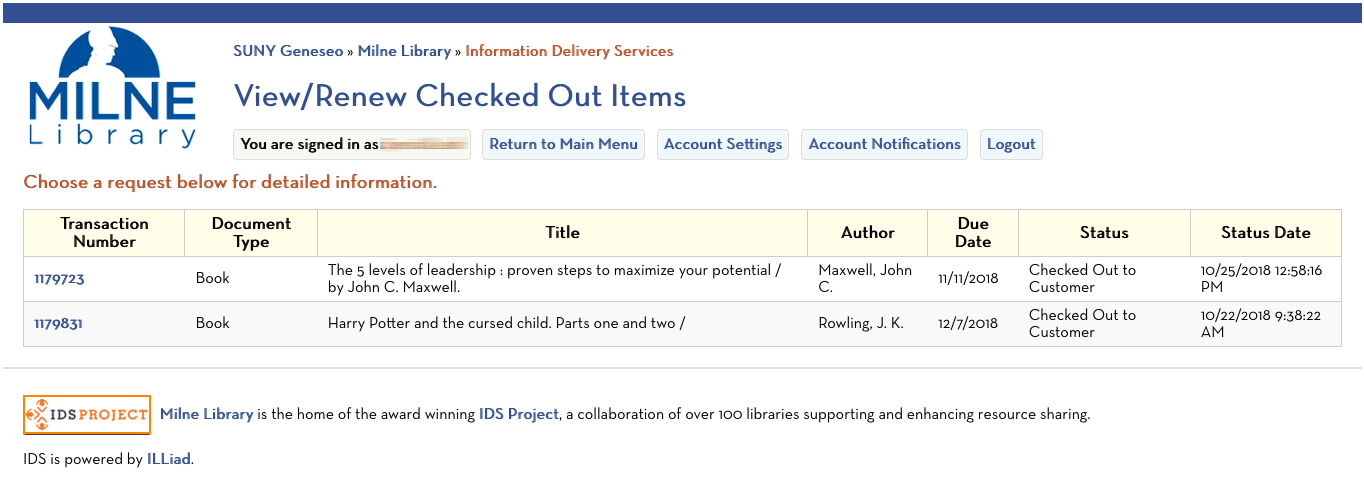 MILNE
Library
SUNY Geneseo » Milne Library » Information Delivery Services
View/Renew Checked Out Items
You are signed in as
Return to Main Menu
Account Settings
Account Notifications
Logout
Choose a request below for detailed information.
Transaction Number Document Type Title Author Due Date Status Status Date
1179723 Book The 5 levels of leadership : proven steps to maximize your potential / by John C. Maxwell. Maxwell, John C. 11/11/2018 Checked Out to Customer 10/25/2018 12:58:16 PM
1179831 Book Harry Potter and the cursed child. Parts one and two / Rowling, J. K. 12/7/2018 Checked Out to Customer 10/22/2018 9:38:22 AM
IDS PROJECT
Milne Library is the home of the award winning IDS Project, a collaboration of over 100 libraries supporting and enhancing resource sharing.
IDS is powered by ILLiad.